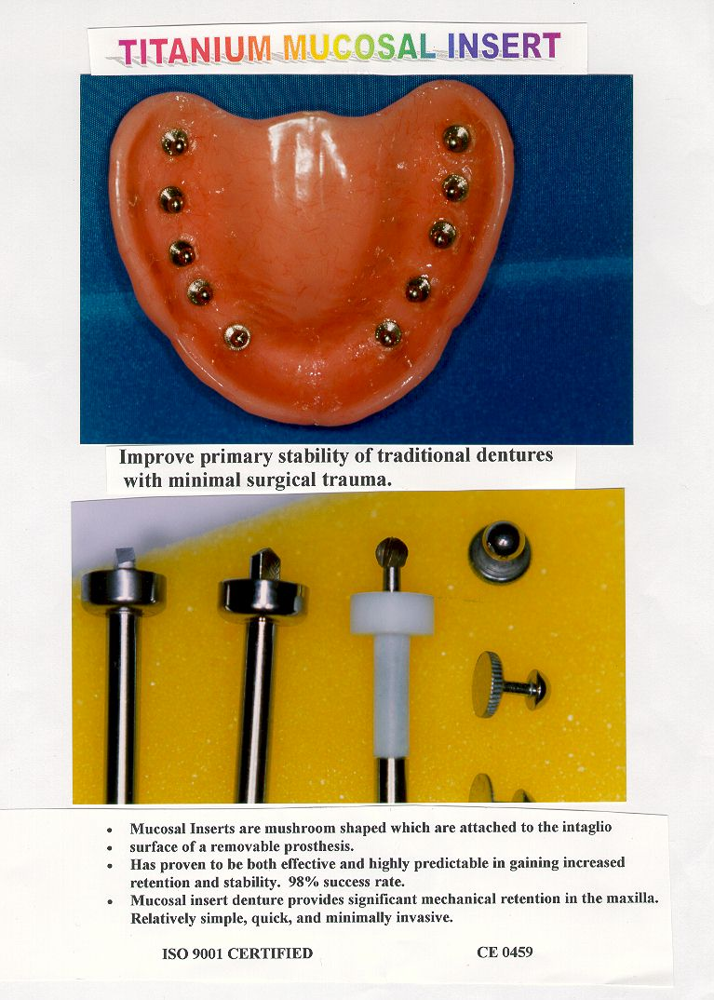 TITANIUM MUCOSAL INSERT
Improve primary stability of traditional dentures
with minimal surgical trauma.
• Mucosal Inserts are mushroom shaped which are attached to the intaglio
• surface of a removable prosthesis.
• Has proven to be both effective and highly predictable in gaining increased
retention and stability. 98% success rate.
• Mucosal insert denture provides significant mechanical retention in the maxilla.
Relatively simple, quick, and minimally invasive.
ISO 9001 CERTIFIED CE 0459